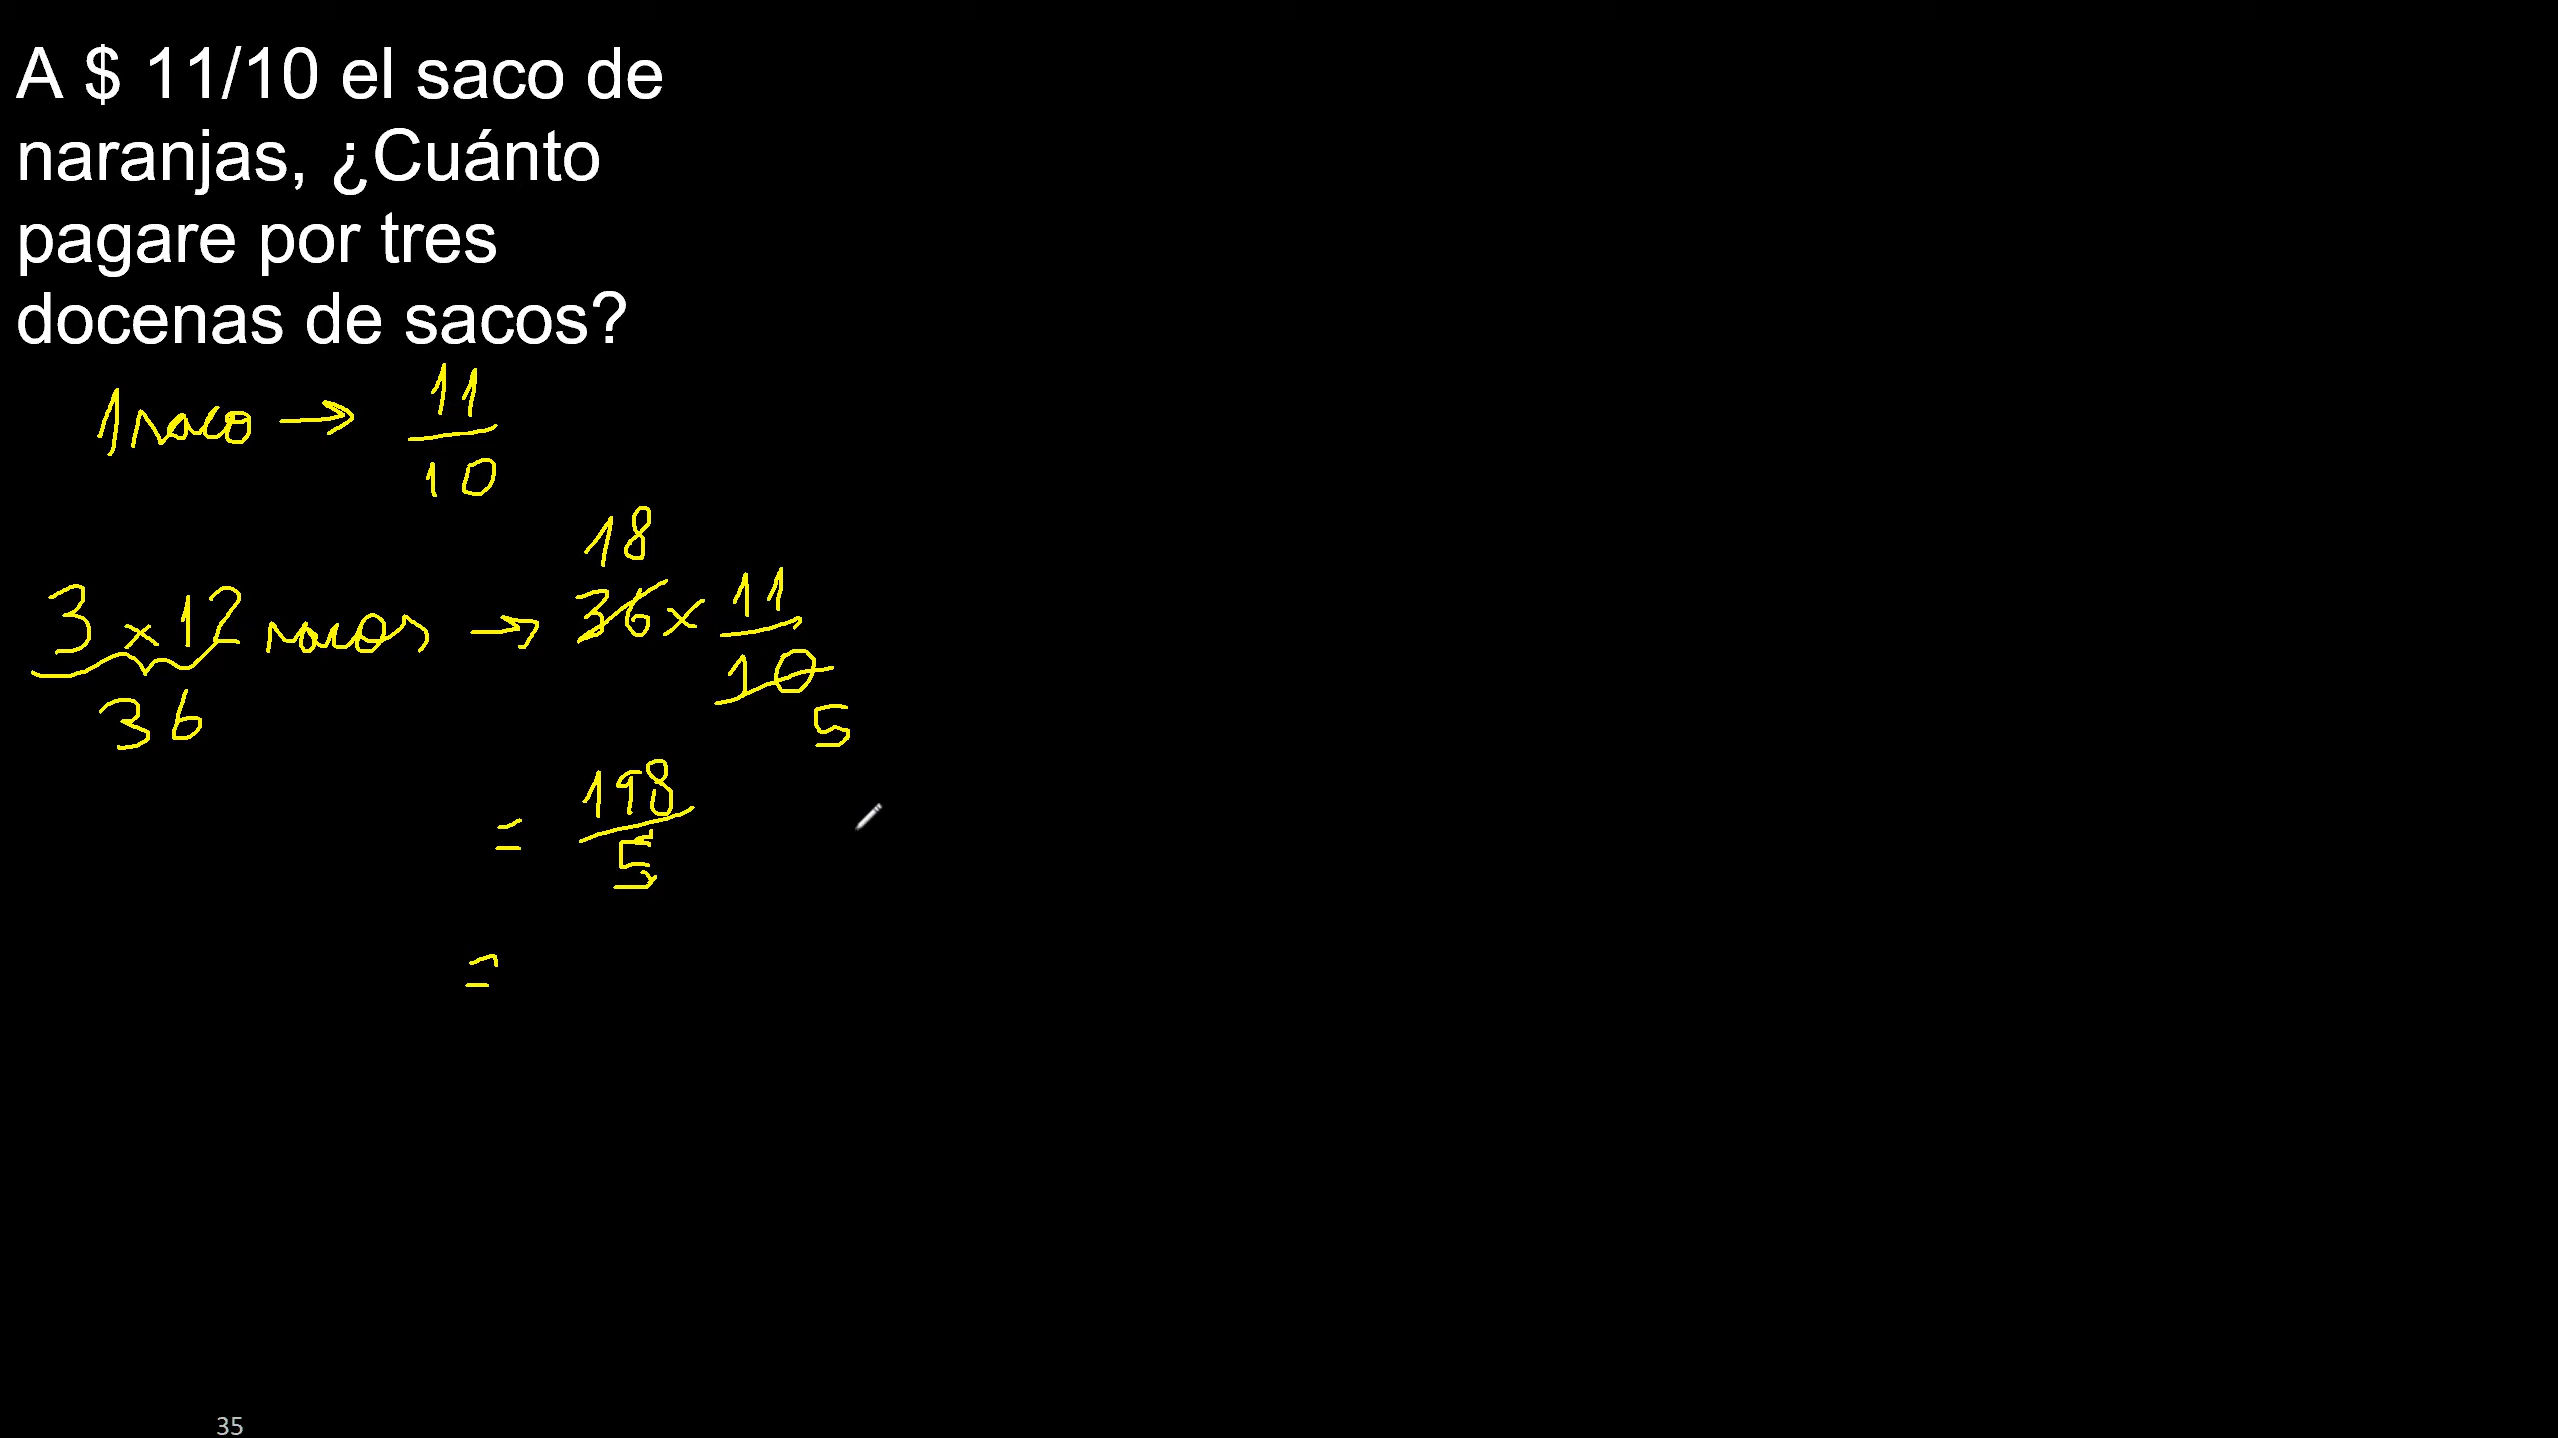 A $ 11/10 el saco de
naranjas, ¿Cuánto
pagare por tres
docenas de sacos?
1 saco → 11/10
18
3 x 12 sacos → 36 x 11/10
36
5
= 198/5
=
35